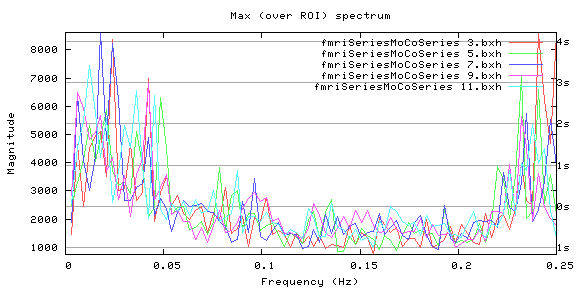 Max (over ROI) spectrum
fmriSeriesMoCoSeries 3.bxh
fmriSeriesMoCoSeries 5.bxh
fmriSeriesMoCoSeries 7.bxh
fmriSeriesMoCoSeries 9.bxh
fmriSeriesMoCoSeries 11.bxh
Magnitude
8000
7000
6000
5000
4000
3000
2000
1000
4s
3s
2s
1s
0s
1s
0
0.05
0.1
0.15
0.2
0.25
Frequency (Hz)